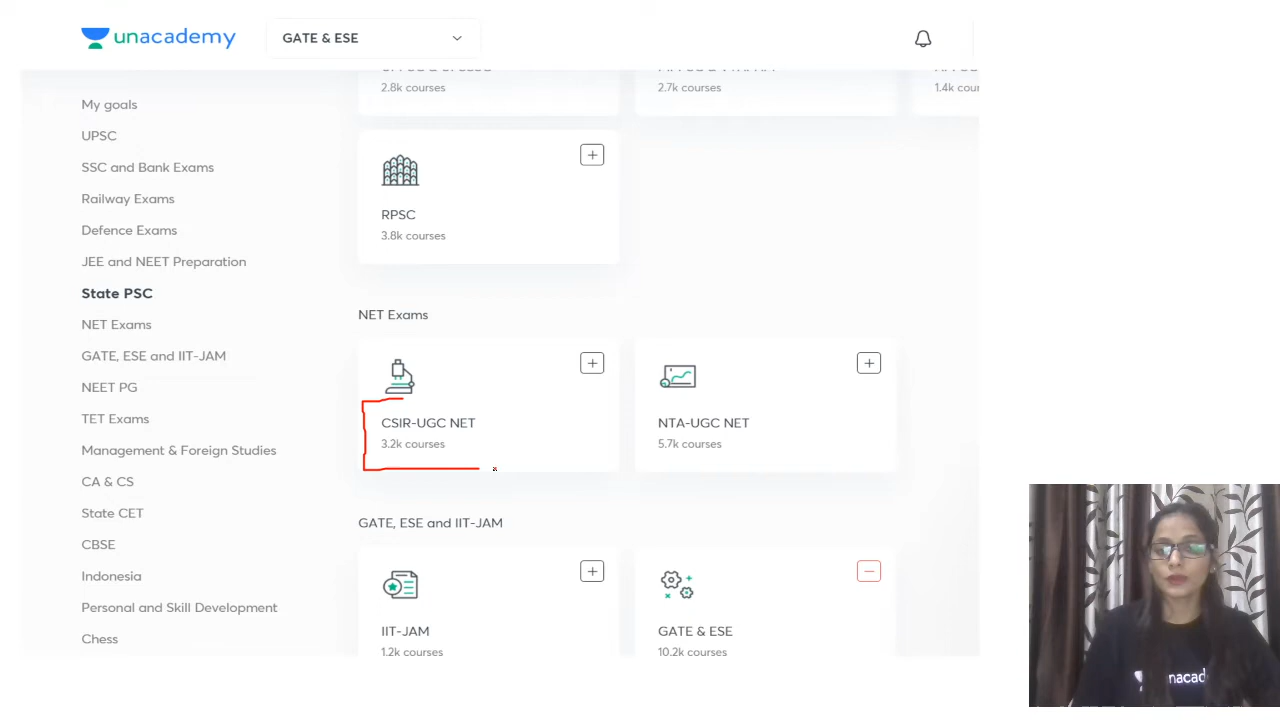 unacademy
GATE & ESE
2.8k courses
2.7k courses
My goals
UPSC
SSC and Bank Exams
Railway Exams
Defence Exams
JEE and NEET Preparation
State PSC
NET Exams
GATE, ESE and IIT-JAM
NEET PG
TET Exams
Management & Foreign Studies
CA & CS
State CET
CBSE
Indonesia
Personal and Skill Development
Chess
RPSC
3.8k courses
NET Exams
CSIR-UGC NET
3.2k courses
NTA-UGC NET
5.7k courses
GATE, ESE and IIT-JAM
IIT-JAM
1.2k courses
GATE & ESE
10.2k courses